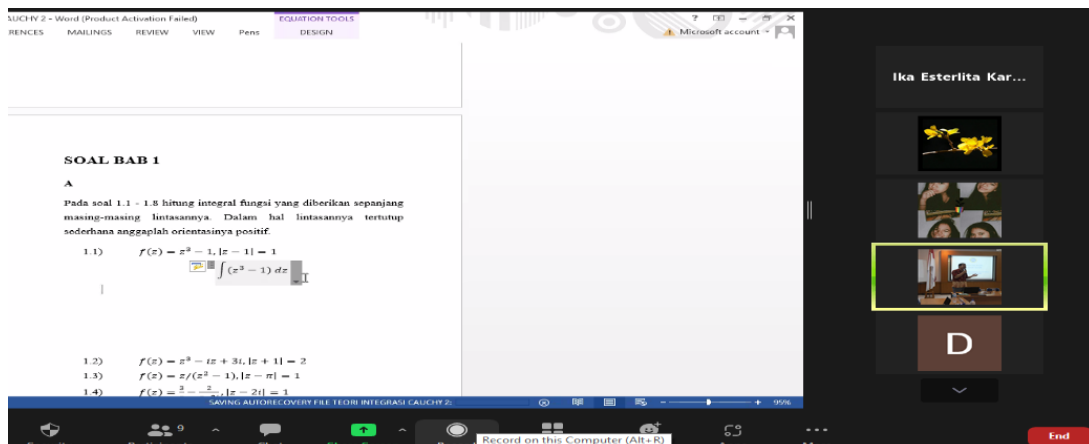 AUCHY 2 - Word (Product Activation Failed)
EQUATION TOOLS
RENCES MAILINGS REVIEW VIEW Pens DESIGN
Microsoft account
SOAL BAB 1
A
Pada soal 1.1 - 1.8 hitung integral fungsi yang diberikan sepanjang
masing-masing lintasannya. Dalam hal lintasannya tertutup
sederhana anggaplah orientasinya positif.
1.1) f(z) = z³ − 1, |z − 1| = 1
∫ (z³ − 1) dz
1.2) f(z) = z³ − iz + 3i, |z + 1| = 2
1.3) f(z) = z/(z² − 1), |z − π| = 1
1.4) |z − 2i| = 1
SAVING AUTORECOVERY FILE TEORI INTEGRASI CAUCHY 2:
95%
Ika Esterlita Kar...
D
9
Record on this Computer (Alt+R)
End